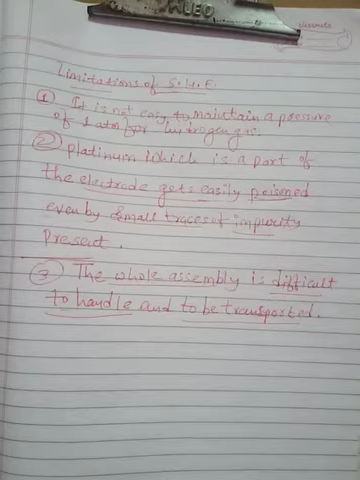 Limitations of S.H.E.
① It is not easy to maintain a pressure
of 1 atm for hydrogen gas.
② Platinum which is a part of
the electrode gets easily poisoned
even by small traces of impurity
Present.
③ The whole assembly is difficult
to handle and to be transported.